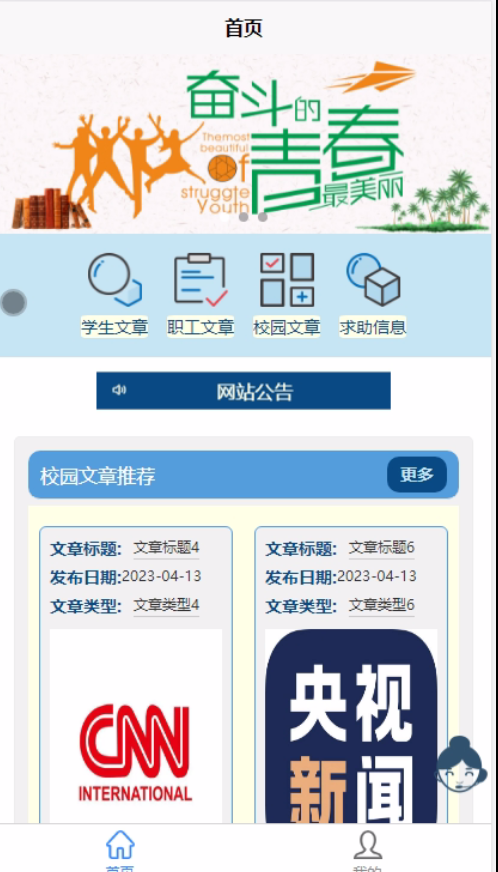 首页
奋斗的
青春
最美丽
Themost
beautiful
of
struggle
Youth
学生文章 职工文章 校园文章 求助信息
网站公告
校园文章推荐 更多
文章标题: 文章标题4
发布日期:2023-04-13
文章类型: 文章类型4
CNN
INTERNATIONAL
文章标题: 文章标题6
发布日期:2023-04-13
文章类型: 文章类型6
央视
新闻
首页 我的